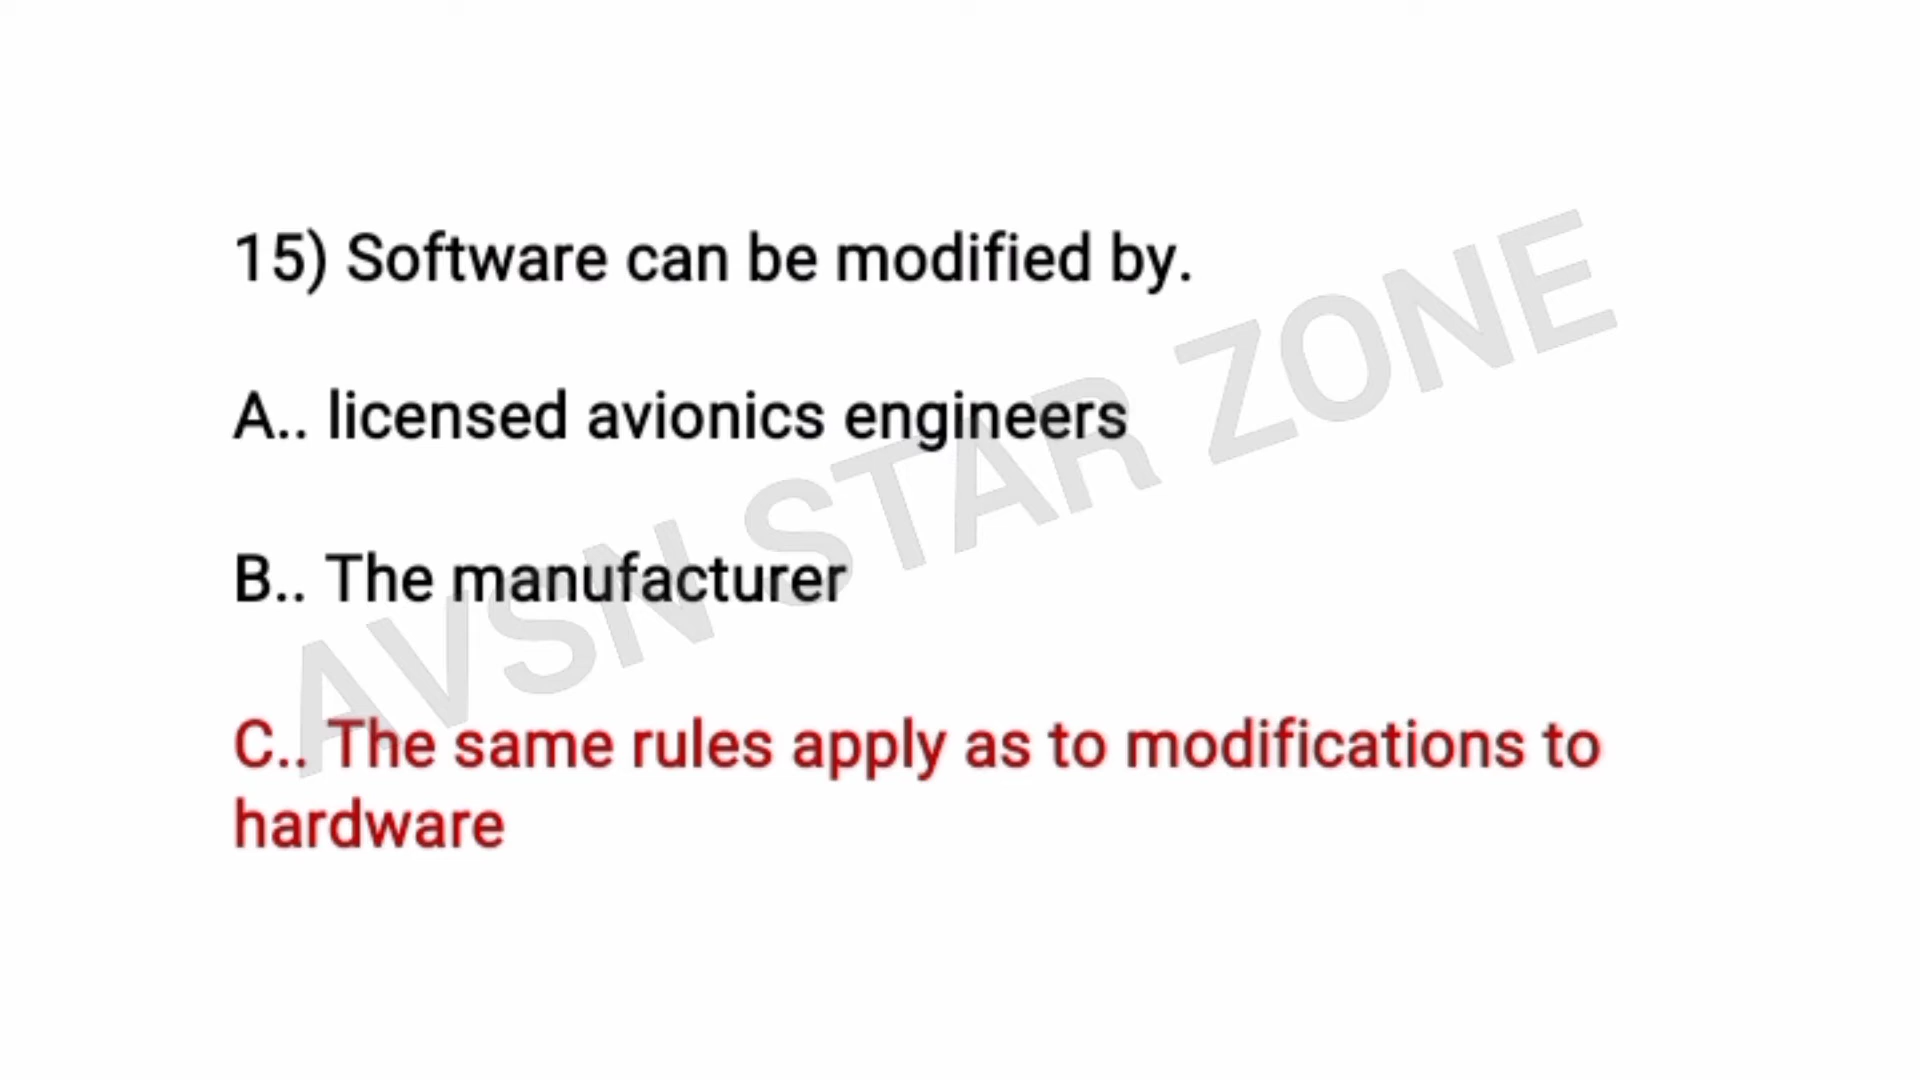 15) Software can be modified by.
A.. licensed avionics engineers
B.. The manufacturer
C.. The same rules apply as to modifications to
hardware
AVSN STAR ZONE